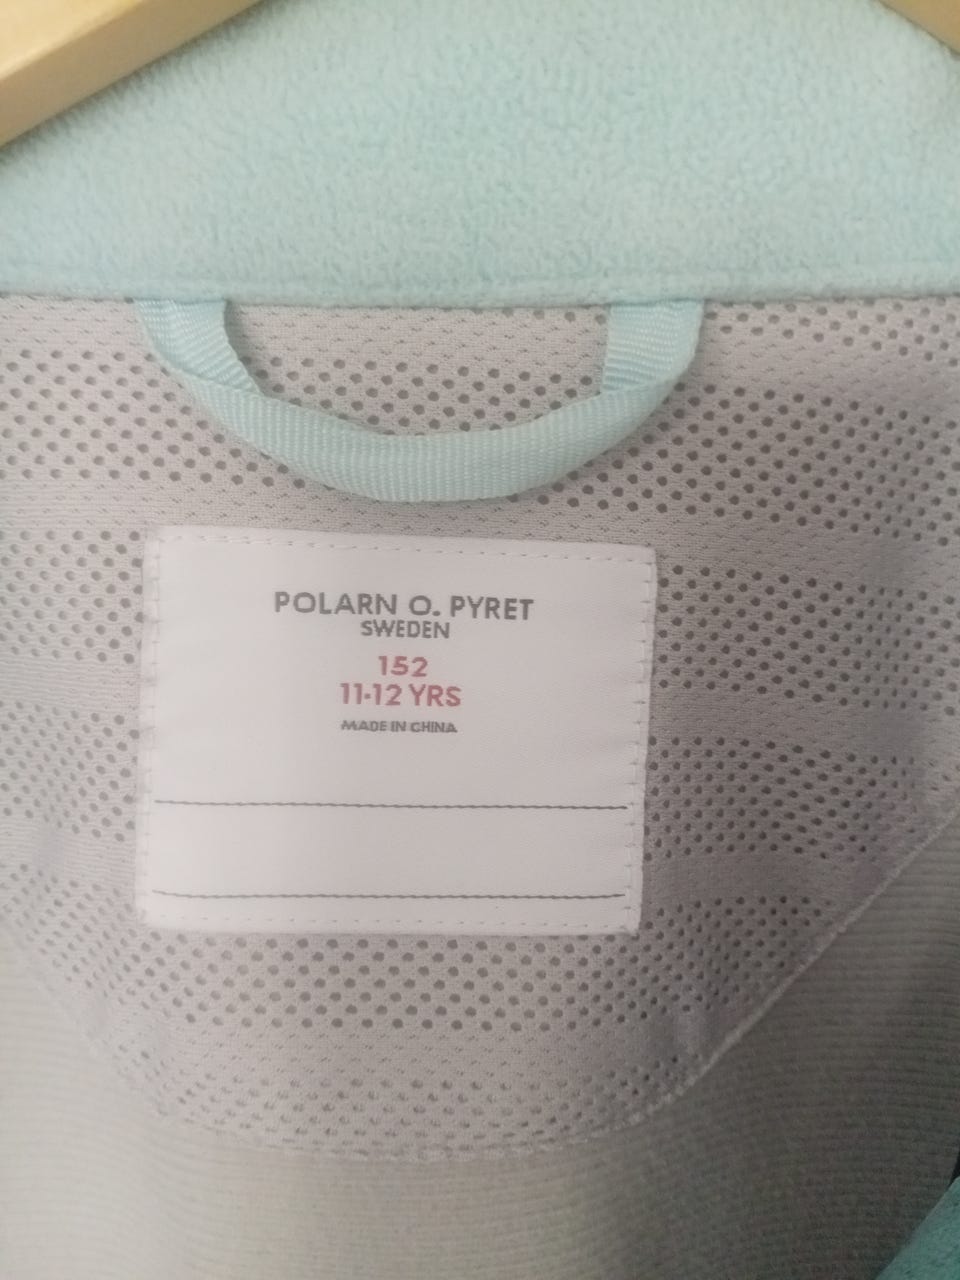 POLARN O. PYRET
SWEDEN
152
11-12 YRS
MADE IN CHINA